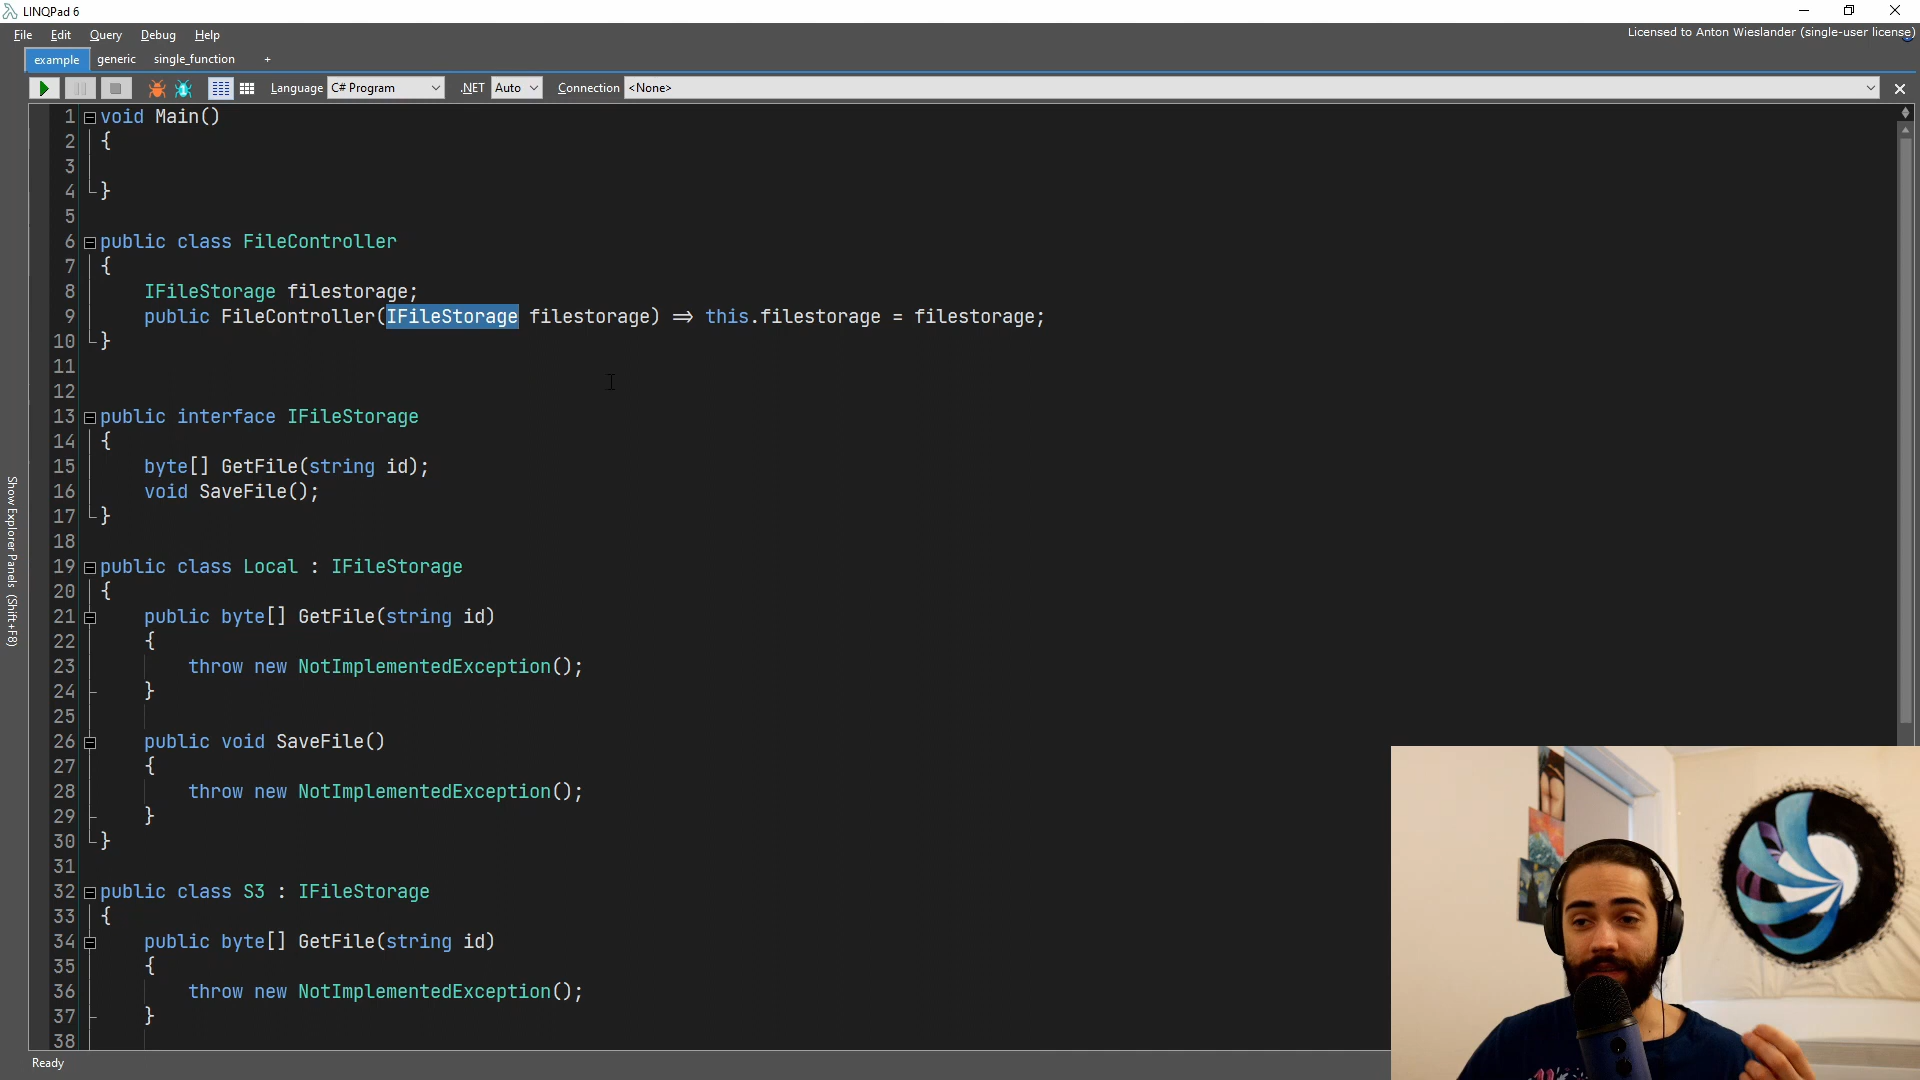 LINQPad 6
File Edit Query Debug Help
Licensed to Anton Wieslander (single-user license)
example generic single_function +
Language C# Program .NET Auto Connection <None>
Show Explorer Panels (Shift+F8)
1 void Main()
2 {
3
4 }
5
6 public class FileController
7 {
8 IFileStorage filestorage;
9 public FileController(IFileStorage filestorage) => this.filestorage = filestorage;
10 }
11
12
13 public interface IFileStorage
14 {
15 byte[] GetFile(string id);
16 void SaveFile();
17 }
18
19 public class Local : IFileStorage
20 {
21 public byte[] GetFile(string id)
22 {
23 throw new NotImplementedException();
24 }
25
26 public void SaveFile()
27 {
28 throw new NotImplementedException();
29 }
30 }
31
32 public class S3 : IFileStorage
33 {
34 public byte[] GetFile(string id)
35 {
36 throw new NotImplementedException();
37 }
38
Ready